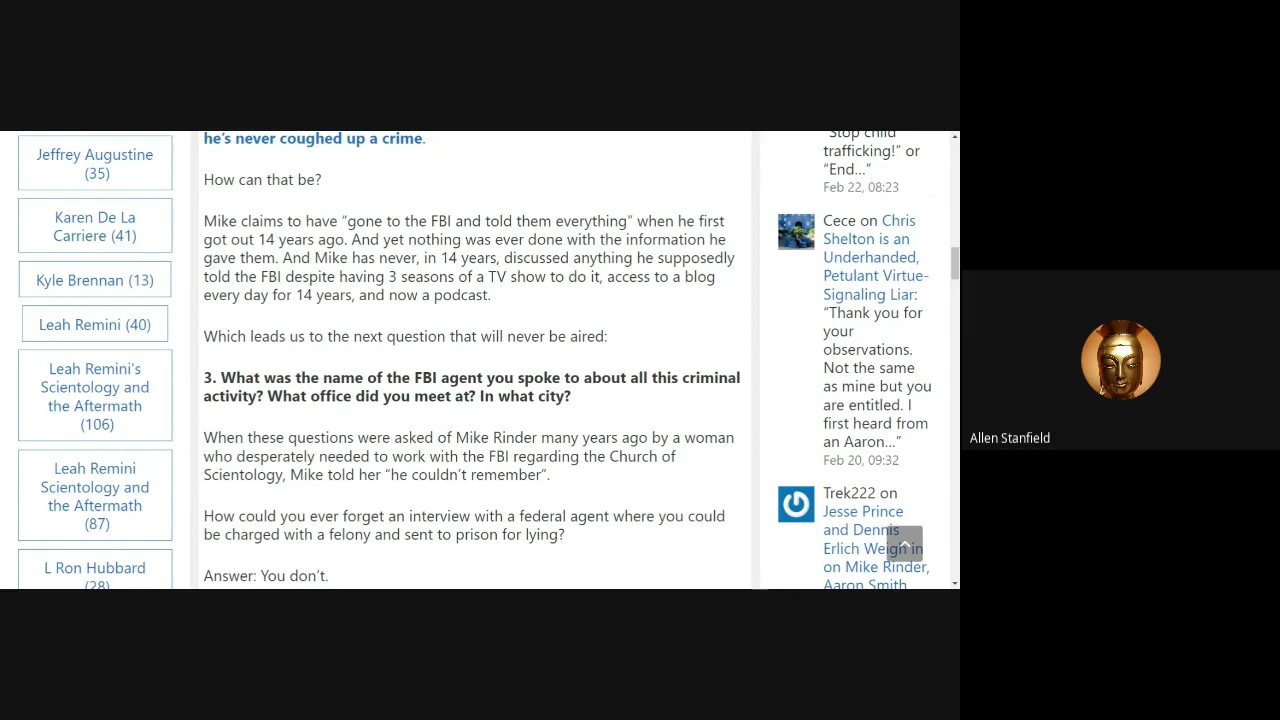 Jeffrey Augustine
(35)
Karen De La
Carriere (41)
Kyle Brennan (13)
Leah Remini (40)
Leah Remini's
Scientology and
the Aftermath
(106)
Leah Remini
Scientology and
the Aftermath
(87)
L Ron Hubbard
(28)
he's never coughed up a crime.
How can that be?
Mike claims to have “gone to the FBI and told them everything” when he first
got out 14 years ago. And yet nothing was ever done with the information he
gave them. And Mike has never, in 14 years, discussed anything he supposedly
told the FBI despite having 3 seasons of a TV show to do it, access to a blog
every day for 14 years, and now a podcast.
Which leads us to the next question that will never be aired:
3. What was the name of the FBI agent you spoke to about all this criminal
activity? What office did you meet at? In what city?
When these questions were asked of Mike Rinder many years ago by a woman
who desperately needed to work with the FBI regarding the Church of
Scientology, Mike told her “he couldn’t remember”.
How could you ever forget an interview with a federal agent where you could
be charged with a felony and sent to prison for lying?
Answer: You don’t.
“Stop child
trafficking!” or
“End...”
Feb 22, 08:23
Cece on Chris
Shelton is an
Underhanded,
Petulant Virtue-
Signaling Liar:
“Thank you for
your
observations.
Not the same
as mine but you
are entitled. I
first heard from
an Aaron...”
Feb 20, 09:32
Trek222 on
Jesse Prince
and Dennis
Erlich Weigh in
on Mike Rinder,
Aaron Smith
Allen Stanfield